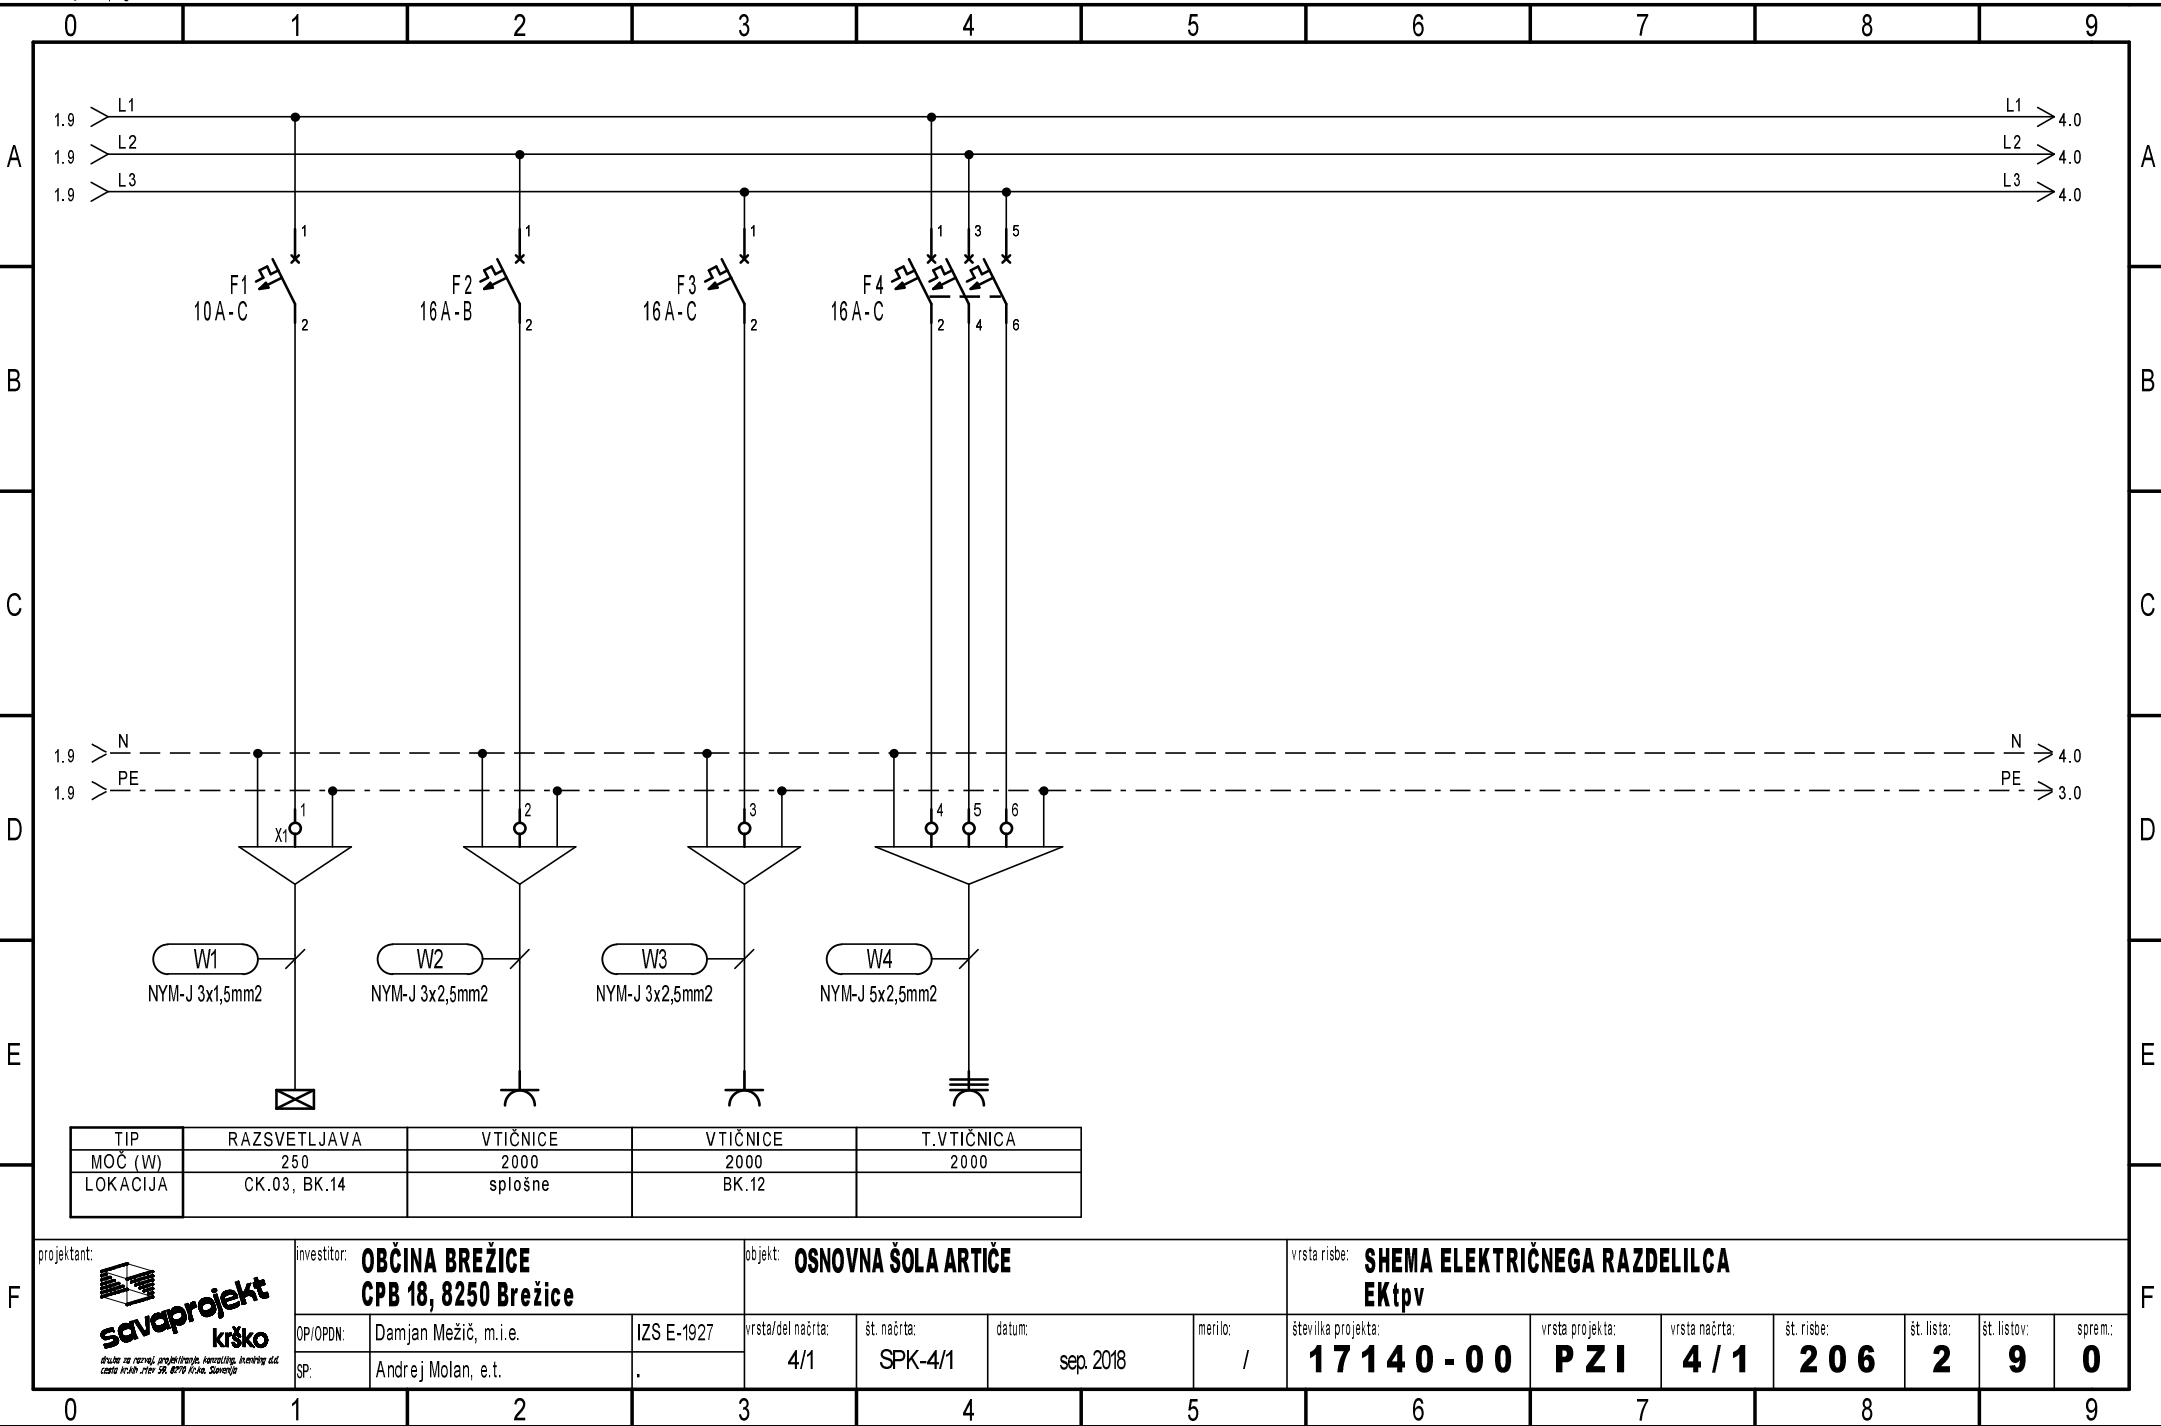 0 1 2 3 4 5 6 7 8 9
1.9 L1 L1 4.0
A 1.9 L2 L2 4.0 A
1.9 L3 L3 4.0
1 1 1 1 3 5
F1 F2 F3 F4
10A-C 16A-B 16A-C 16A-C
2 2 2 2 4 6
B B
C C
1.9 N N 4.0
1.9 PE PE 3.0
D X1 1 2 3 4 5 6 D
W1 W2 W3 W4
NYM-J 3x1,5mm2 NYM-J 3x2,5mm2 NYM-J 3x2,5mm2 NYM-J 5x2,5mm2
E E
TIP RAZSVETLJAVA VTIČNICE VTIČNICE T.VTIČNICA
MOČ (W) 250 2000 2000 2000
LOKACIJA CK.03, BK.14 splošne BK.12
projektant: investitor: OBČINA BREŽICE objekt: OSNOVNA ŠOLA ARTIČE vrsta risbe: SHEMA ELEKTRIČNEGA RAZDELILCA
CPB 18, 8250 Brežice EKtpv
F F
savaprojekt
krško
OP/OPDN: Damjan Mežič, m.i.e. IZS E-1927
SP: Andrej Molan, e.t. .
vrsta/del načrta: št. načrta: datum: merilo: številka projekta: vrsta projekta: vrsta načrta: št. risbe: št. lista: št. listov: sprem.:
4/1 SPK-4/1 sep. 2018 / 17140-00 PZI 4/1 206 2 9 0
0 1 2 3 4 5 6 7 8 9